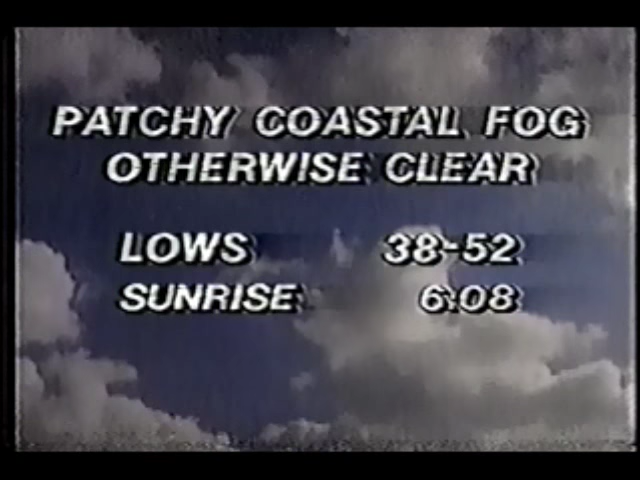 PATCHY COASTAL FOG
OTHERWISE CLEAR
LOWS 38-52
SUNRISE 6:08